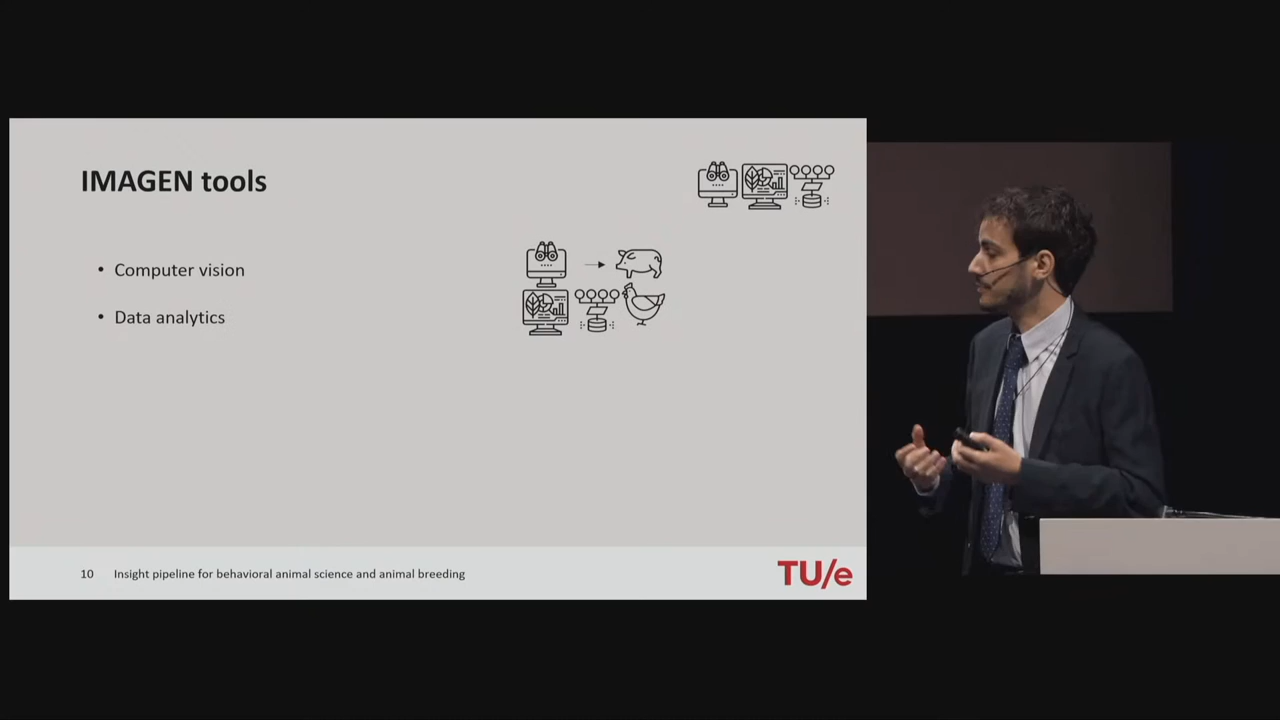 IMAGEN tools
• Computer vision
• Data analytics
10 Insight pipeline for behavioral animal science and animal breeding
TU/e